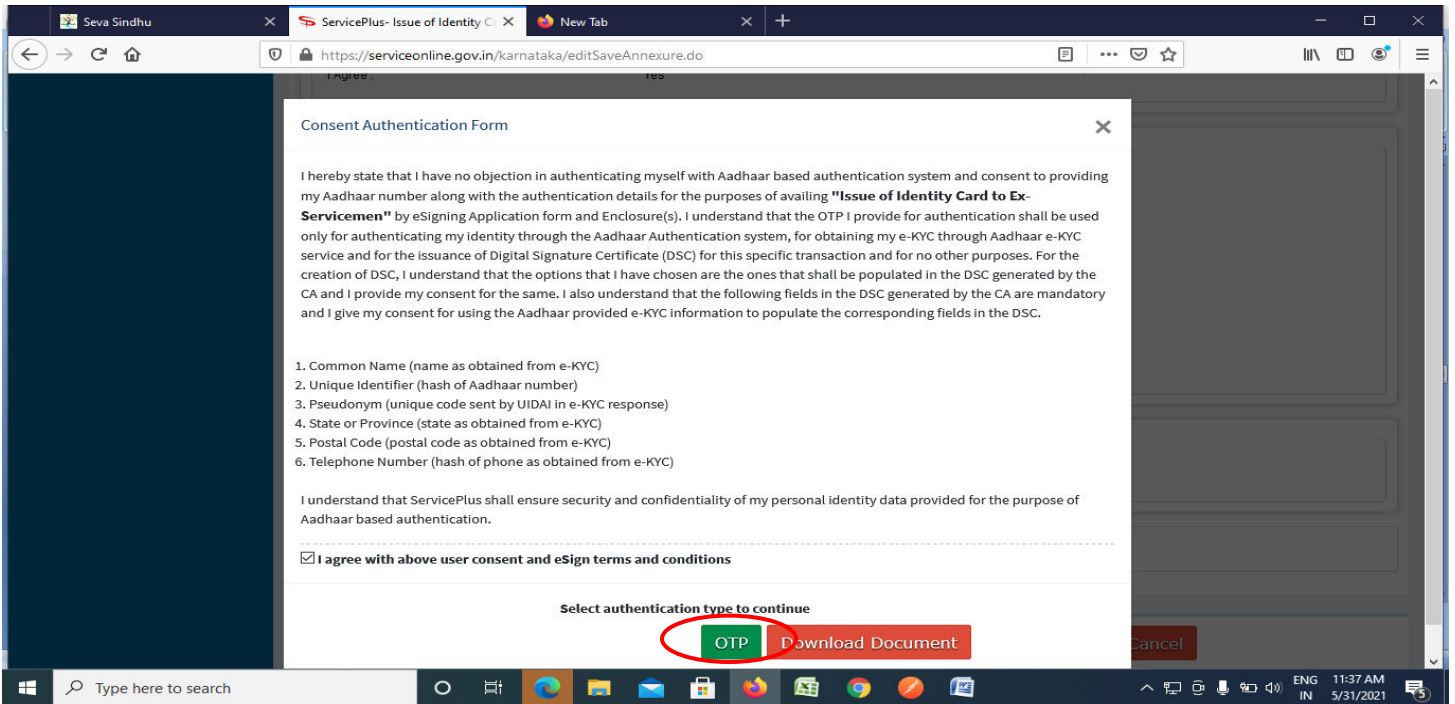 Seva Sindhu
ServicePlus- Issue of Identity Ca
New Tab
https://serviceonline.gov.in/karnataka/editSaveAnnexure.do
I Agree : Yes
Consent Authentication Form
I hereby state that I have no objection in authenticating myself with Aadhaar based authentication system and consent to providing
my Aadhaar number along with the authentication details for the purposes of availing "Issue of Identity Card to Ex-
Servicemen" by eSigning Application form and Enclosure(s). I understand that the OTP I provide for authentication shall be used
only for authenticating my identity through the Aadhaar Authentication system, for obtaining my e-KYC through Aadhaar e-KYC
service and for the issuance of Digital Signature Certificate (DSC) for this specific transaction and for no other purposes. For the
creation of DSC, I understand that the options that I have chosen are the ones that shall be populated in the DSC generated by the
CA and I provide my consent for the same. I also understand that the following fields in the DSC generated by the CA are mandatory
and I give my consent for using the Aadhaar provided e-KYC information to populate the corresponding fields in the DSC.
1. Common Name (name as obtained from e-KYC)
2. Unique Identifier (hash of Aadhaar number)
3. Pseudonym (unique code sent by UIDAI in e-KYC response)
4. State or Province (state as obtained from e-KYC)
5. Postal Code (postal code as obtained from e-KYC)
6. Telephone Number (hash of phone as obtained from e-KYC)
I understand that ServicePlus shall ensure security and confidentiality of my personal identity data provided for the purpose of
Aadhaar based authentication.
I agree with above user consent and eSign terms and conditions
Select authentication type to continue
OTP Download Document Cancel
Type here to search
ENG 11:37 AM
IN 5/31/2021
5